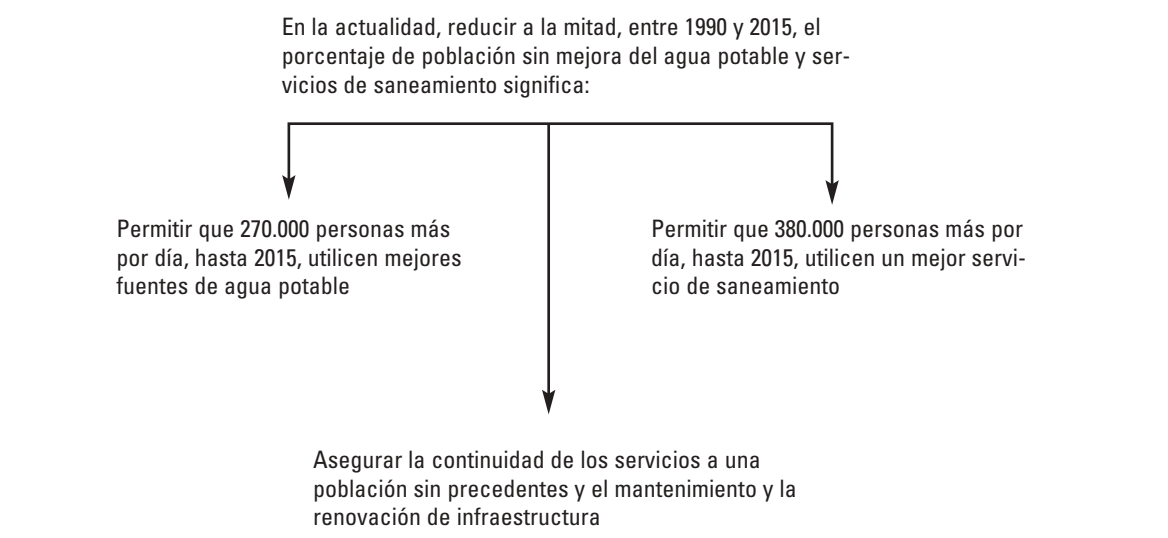 En la actualidad, reducir a la mitad, entre 1990 y 2015, el
porcentaje de población sin mejora del agua potable y ser-
vicios de saneamiento significa:
Permitir que 270.000 personas más
por día, hasta 2015, utilicen mejores
fuentes de agua potable
Permitir que 380.000 personas más por
día, hasta 2015, utilicen un mejor servi-
cio de saneamiento
Asegurar la continuidad de los servicios a una
población sin precedentes y el mantenimiento y la
renovación de infraestructura